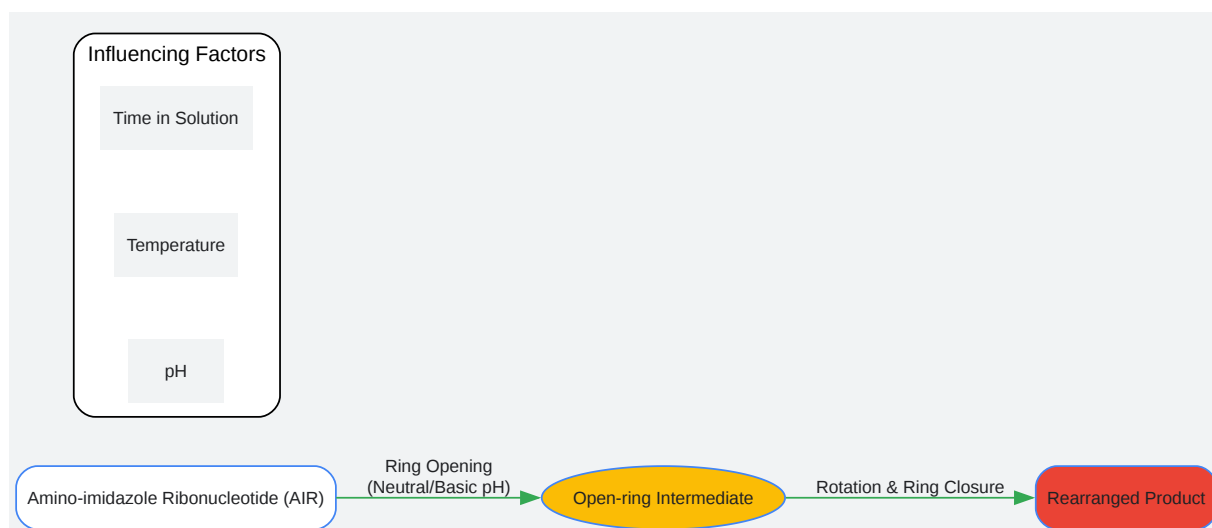 Influencing Factors
Time in Solution
Temperature
pH
Ring Opening
(Neutral/Basic pH)
Amino-imidazole Ribonucleotide (AIR)
Open-ring Intermediate
Rotation & Ring Closure
Rearranged Product